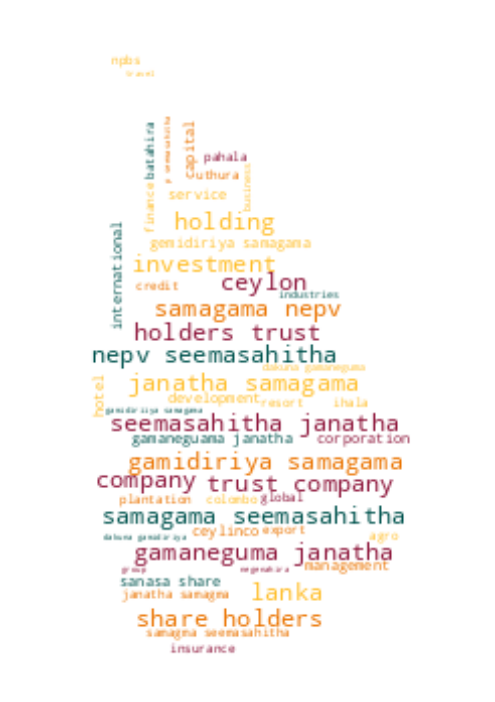 npbs
travel
batahira
p seemasahitha
capital
pahala
uthura
business
finance
service
holding
international
gemidiriya samagama
investment
ceylon
credit
industries
samagama nepv
holders trust
nepv seemasahitha
dakuna gamaneguma
hotel
janatha samagama
development
resort
ihala
gamidiriiya samagama
seemasahitha janatha
gamaneguama janatha
corporation
gamidiriya samagama
company
trust company
plantation
colombo
global
samagama seemasahitha
ceylinco
export
dakuna gamidiriya
agro
gamaneguma janatha
group
negenahira
management
sanasa share
janatha samagma
lanka
share holders
samagma seemasahitha
insurance